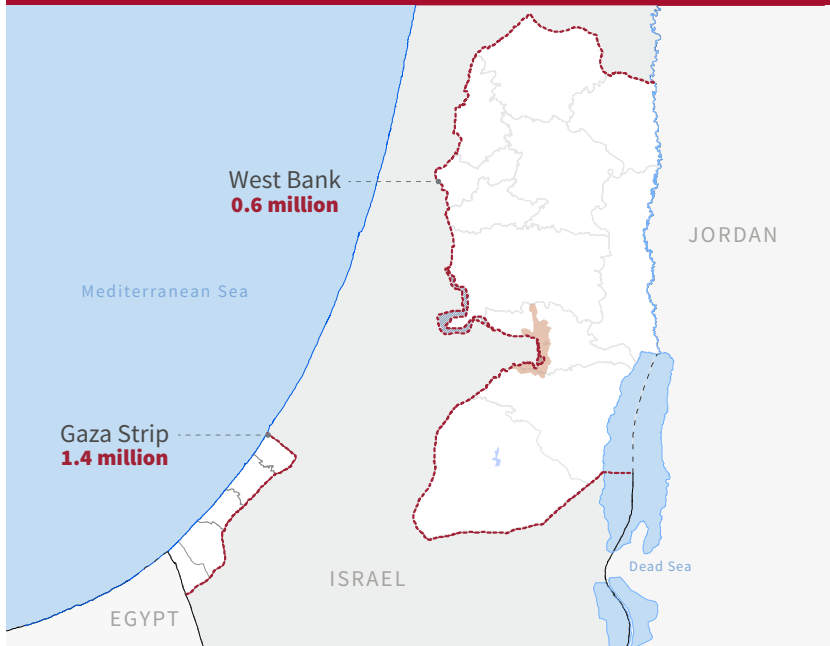 West Bank
0.6 million
JORDAN
Mediterranean Sea
Gaza Strip
1.4 million
ISRAEL
Dead Sea
EGYPT